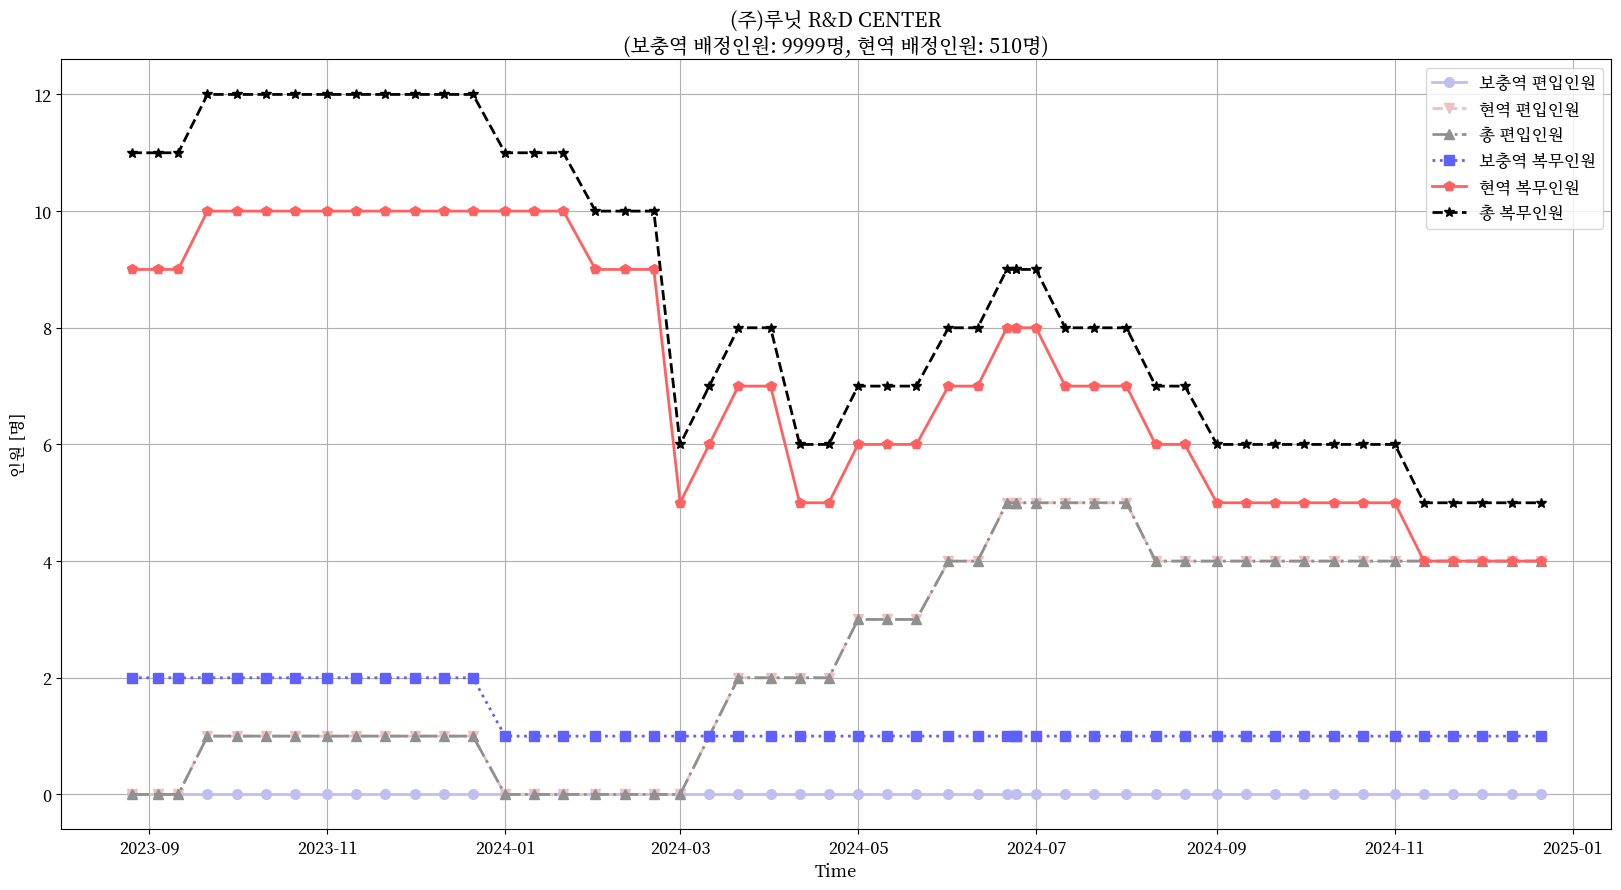 (주)루닛 R&D CENTER
(보충역 배정인원: 9999명, 현역 배정인원: 510명)
보충역 편입인원
현역 편입인원
총 편입인원
보충역 복무인원
현역 복무인원
총 복무인원
인원 [명]
12
10
8
6
4
2
0
2023-09 2023-11 2024-01 2024-03 2024-05 2024-07 2024-09 2024-11 2025-01
Time